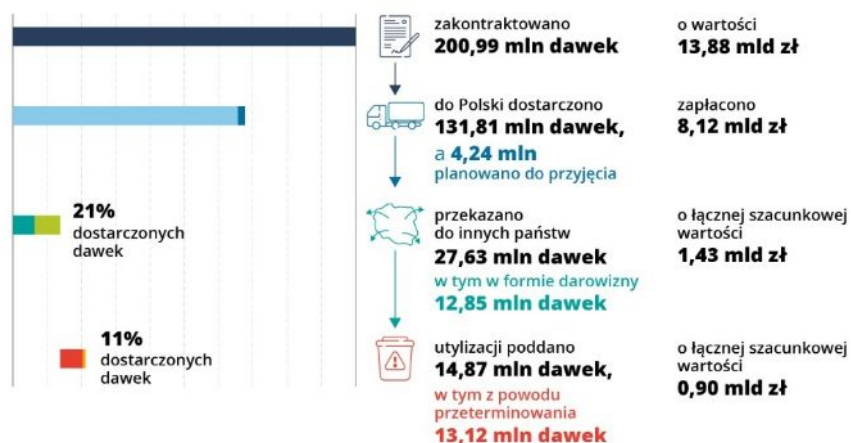 zakontraktowano
200,99 mln dawek
o wartości
13,88 mld zł
do Polski dostarczono
131,81 mln dawek,
a 4,24 mln
planowano do przyjęcia
zapłacono
8,12 mld zł
21%
dostarczonych
dawek
przekazano
do innych państw
27,63 mln dawek
w tym w formie darowizny
12,85 mln dawek
o łącznej szacunkowej
wartości
1,43 mld zł
11%
dostarczonych
dawek
utylizacji poddano
14,87 mln dawek,
w tym z powodu
przeterminowania
13,12 mln dawek
o łącznej szacunkowej
wartości
0,90 mld zł